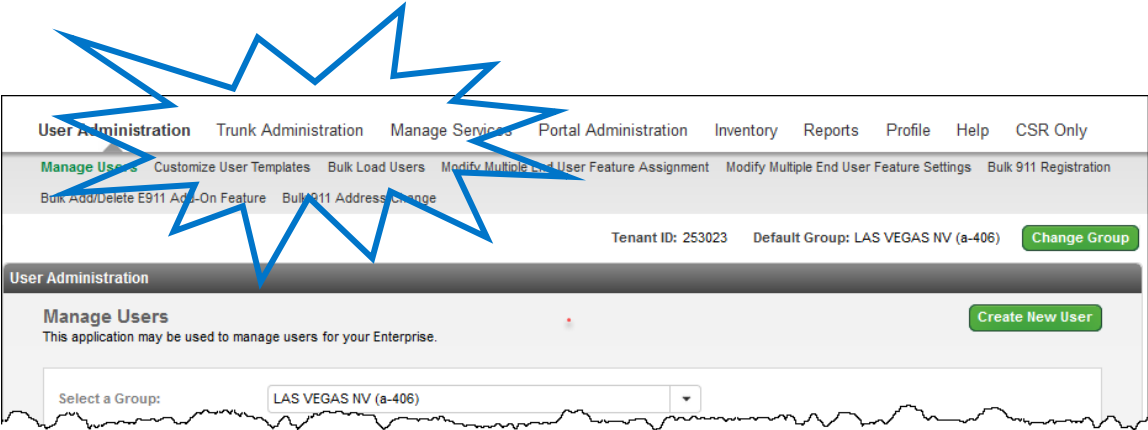 User Administration Trunk Administration Manage Services Portal Administration Inventory Reports Profile Help CSR Only
Manage Users Customize User Templates Bulk Load Users Modify Multiple End User Feature Assignment Modify Multiple End User Feature Settings Bulk 911 Registration
Bulk Add/Delete E911 Add-On Feature Bulk 911 Address Change
Tenant ID: 253023 Default Group: LAS VEGAS NV (a-406) Change Group
User Administration
Manage Users
Create New User
This application may be used to manage users for your Enterprise.
Select a Group: LAS VEGAS NV (a-406)